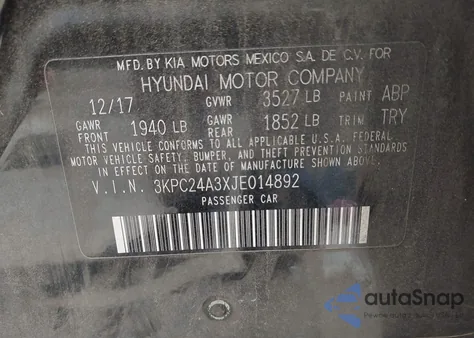 MFD. BY KIA MOTORS MEXICO S.A. DE C.V. FOR
HYUNDAI MOTOR COMPANY
12/17 GVWR 3527 LB PAINT ABP
GAWR FRONT 1940 LB GAWR REAR 1852 LB TRIM TRY
THIS VEHICLE CONFORMS TO ALL APPLICABLE U.S.A. FEDERAL
MOTOR VEHICLE SAFETY, BUMPER, AND THEFT PREVENTION STANDARDS
IN EFFECT ON THE DATE OF MANUFACTURE SHOWN ABOVE.
V.I.N. 3KPC24A3XJE014892
PASSENGER CAR
autoSnap